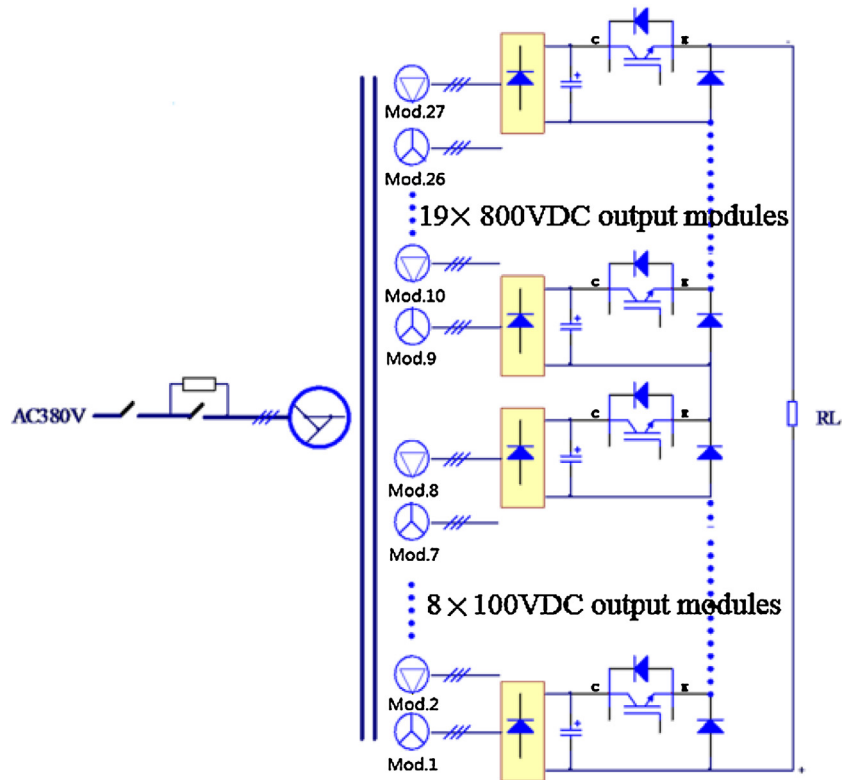 C
E
+
Mod.27
Mod.26
19× 800VDC output modules
C
E
+
Mod.10
Mod.9
AC380V
C
E
+
RL
Mod.8
Mod.7
8×100VDC output modules
C
E
+
Mod.2
Mod.1
+